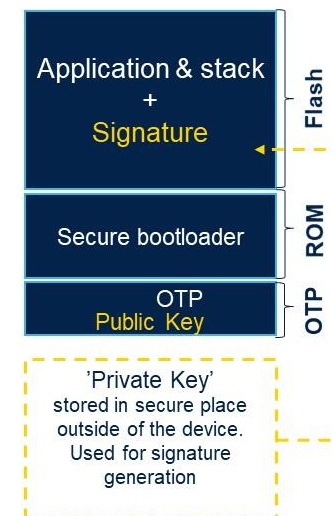 Application & stack
+
Signature
Flash
Secure bootloader
ROM
OTP
Public Key
OTP
’Private Key’
stored in secure place
outside of the device.
Used for signature
generation